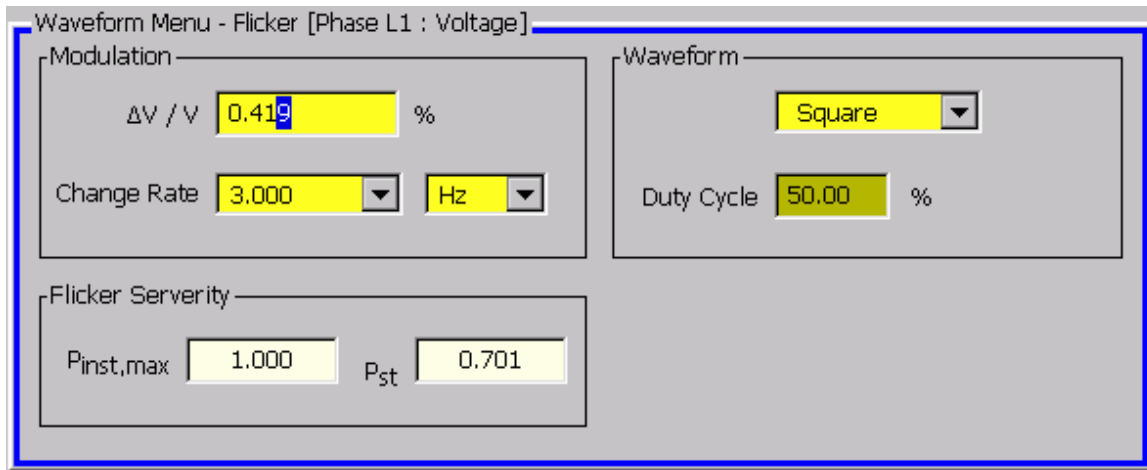 Waveform Menu - Flicker [Phase L1 : Voltage]
Modulation
ΔV / V 0.419 %
Change Rate 3.000 Hz
Waveform
Square
Duty Cycle 50.00 %
Flicker Serverity
Pinst,max 1.000 Pst 0.701